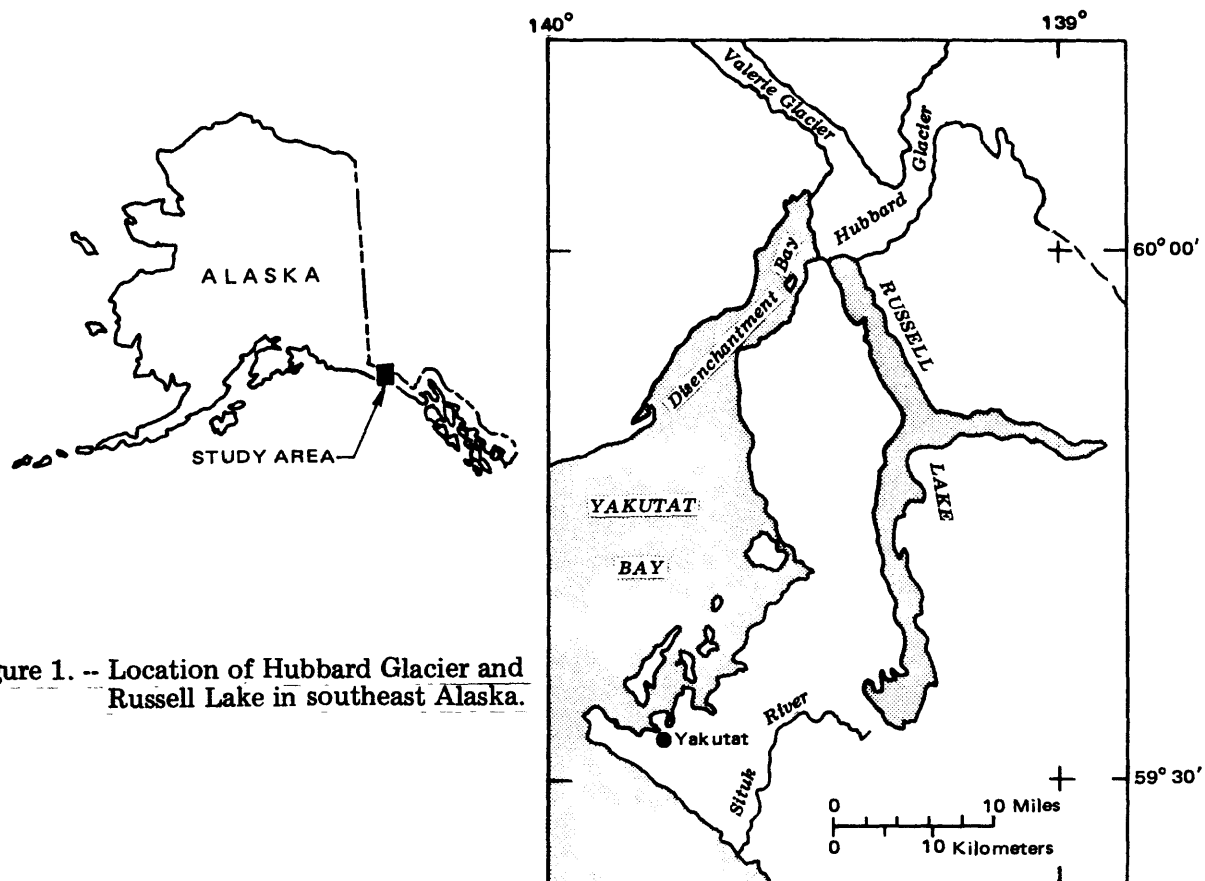 140°
139°
Valerie Glacier
Glacier
Hubbard
60° 00'
ALASKA
STUDY AREA
Disenchantment Bay
RUSSELL
LAKE
YAKUTAT
BAY
gure 1. -- Location of Hubbard Glacier and
Russell Lake in southeast Alaska.
Yakutat
Situk River
59° 30'
0 10 Miles
0 10 Kilometers